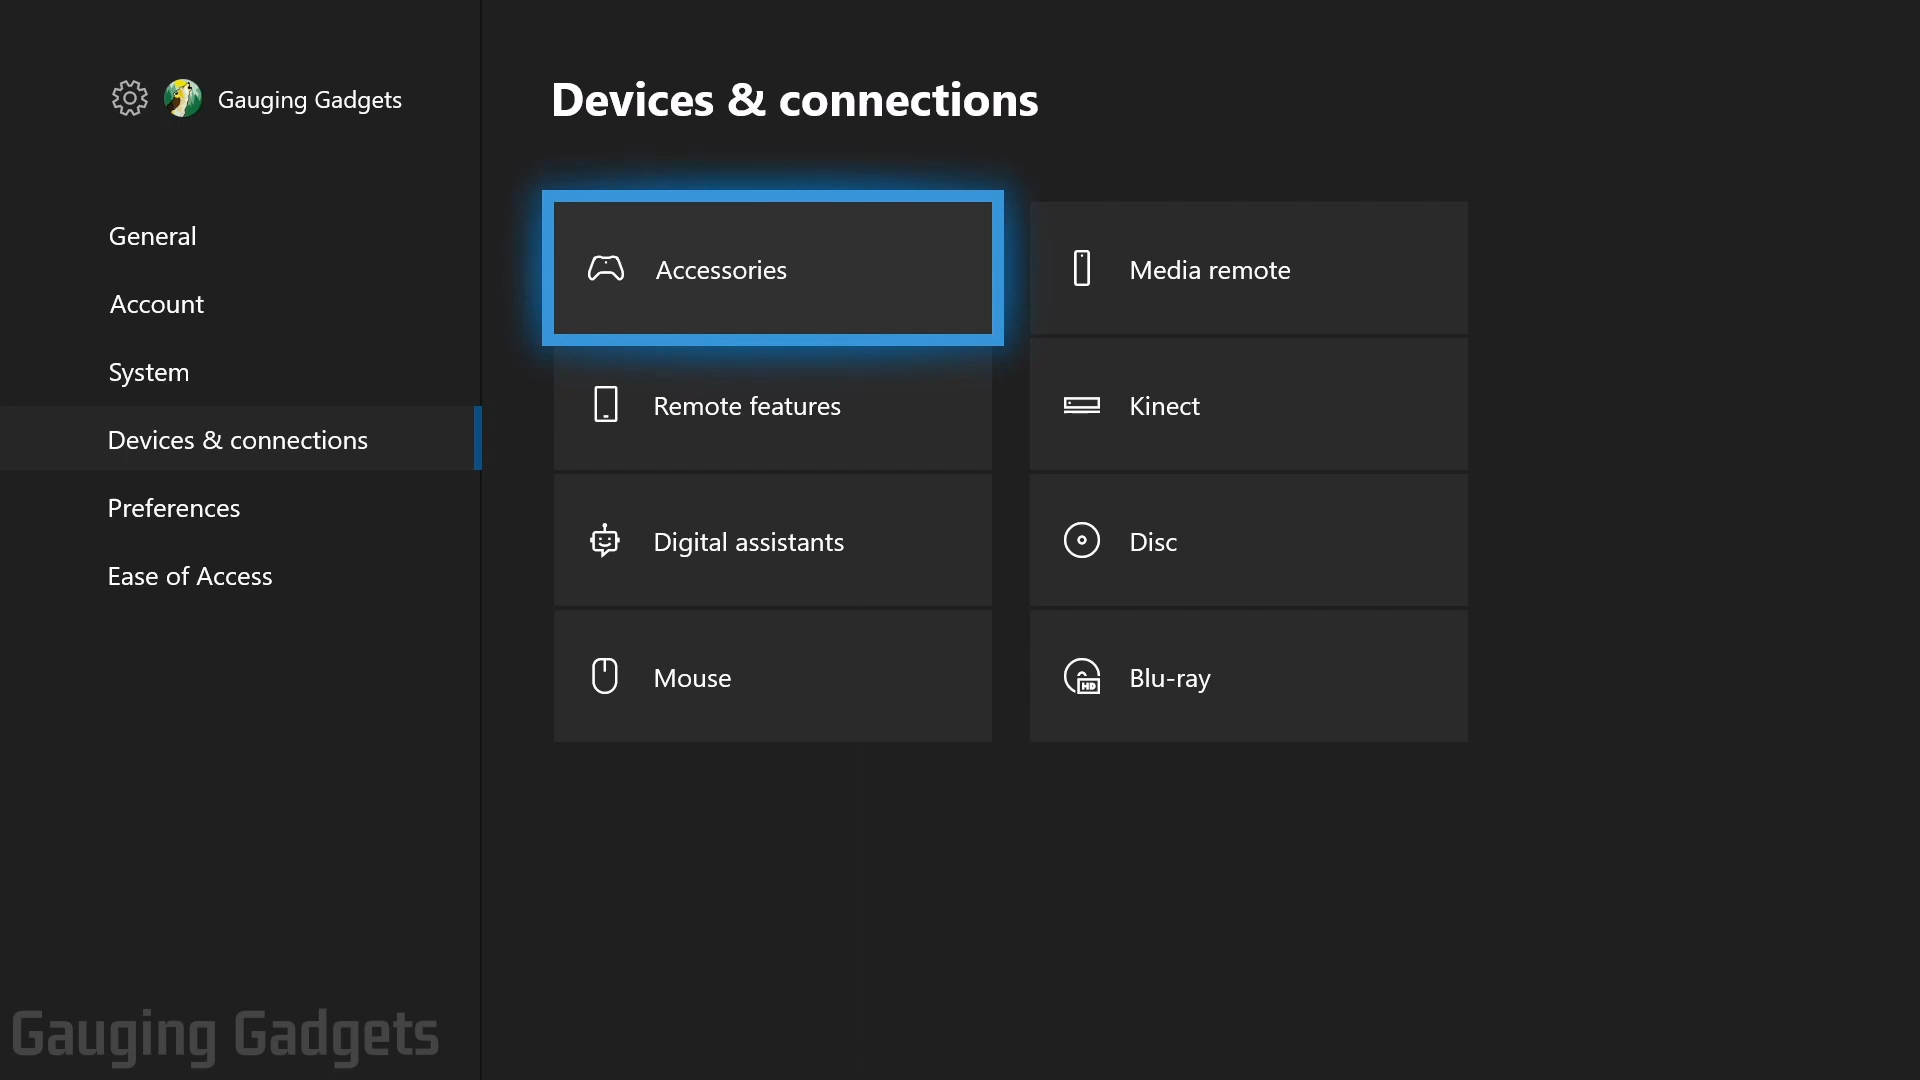 Gauging Gadgets
General
Account
System
Devices & connections
Preferences
Ease of Access
Devices & connections
Accessories
Media remote
Remote features
Kinect
Digital assistants
Disc
Mouse
HD
Blu-ray
Gauging Gadgets